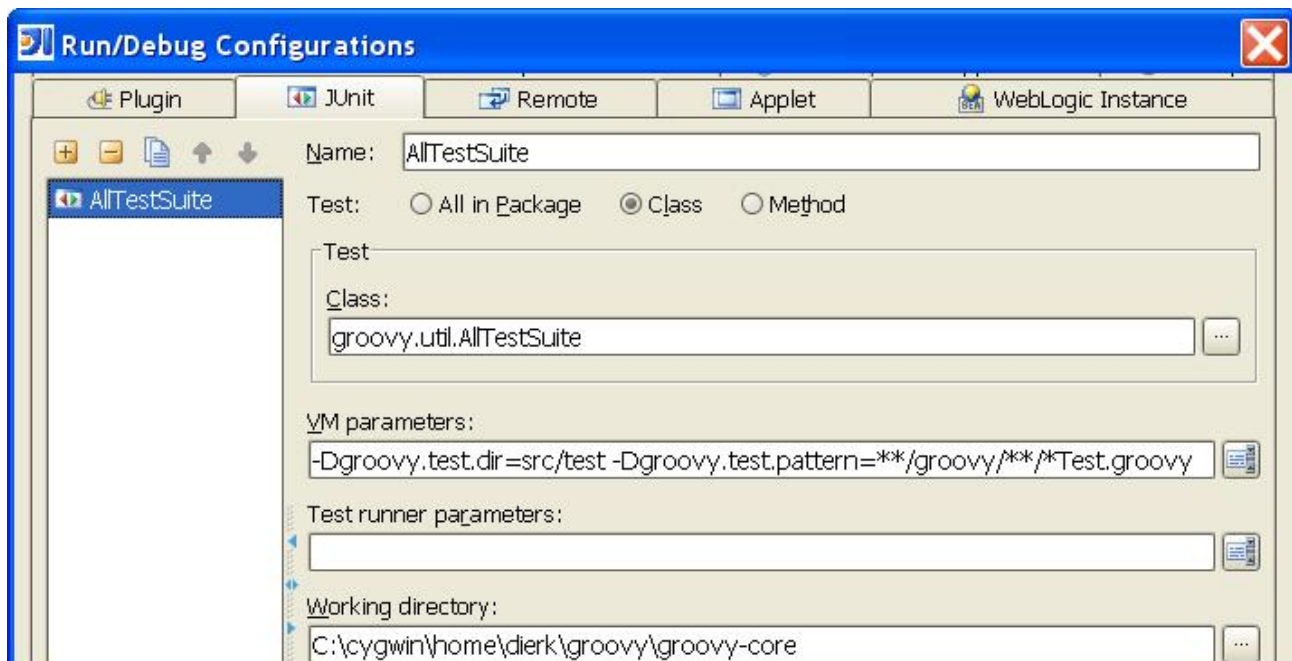 Run/Debug Configurations
Plugin JUnit Remote Applet WebLogic Instance
Name: AllTestSuite
AllTestSuite
Test: All in Package Class Method
Test
Class:
groovy.util.AllTestSuite
...
VM parameters:
-Dgroovy.test.dir=src/test -Dgroovy.test.pattern=**/groovy/**/*Test.groovy
Test runner parameters:
Working directory:
C:\cygwin\home\dierk\groovy\groovy-core
...